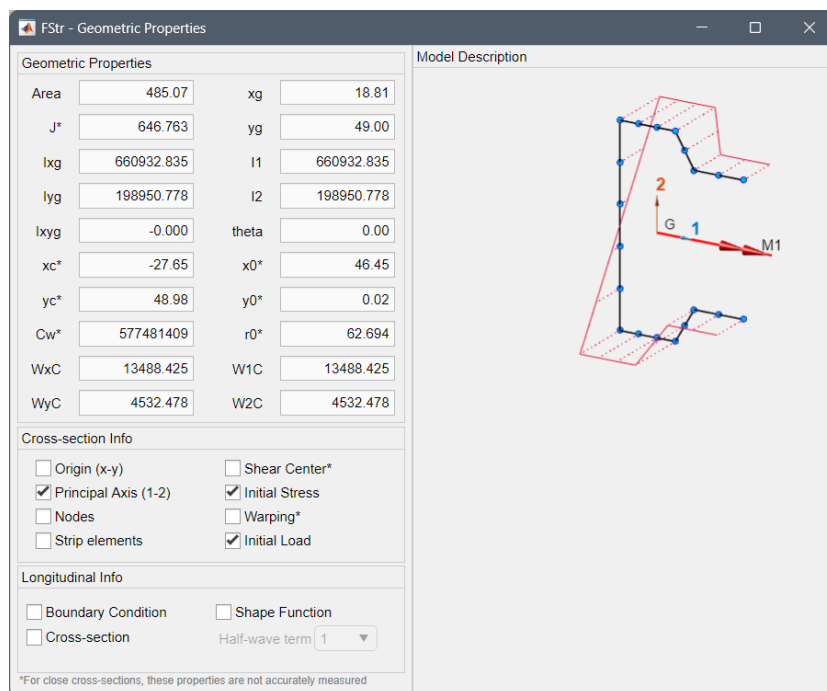 FStr - Geometric Properties
Geometric Properties
Model Description
Area 485.07 xg 18.81
J* 646.763 yg 49.00
Ixg 660932.835 I1 660932.835
Iyg 198950.778 I2 198950.778
Ixyg -0.000 theta 0.00
xc* -27.65 x0* 46.45
yc* 48.98 y0* 0.02
Cw* 577481409 r0* 62.694
WxC 13488.425 W1C 13488.425
WyC 4532.478 W2C 4532.478
2
G 1
M1
Cross-section Info
Origin (x-y) Shear Center*
Principal Axis (1-2) Initial Stress
Nodes Warping*
Strip elements Initial Load
Longitudinal Info
Boundary Condition Shape Function
Cross-section Half-wave term 1
*For close cross-sections, these properties are not accurately measured